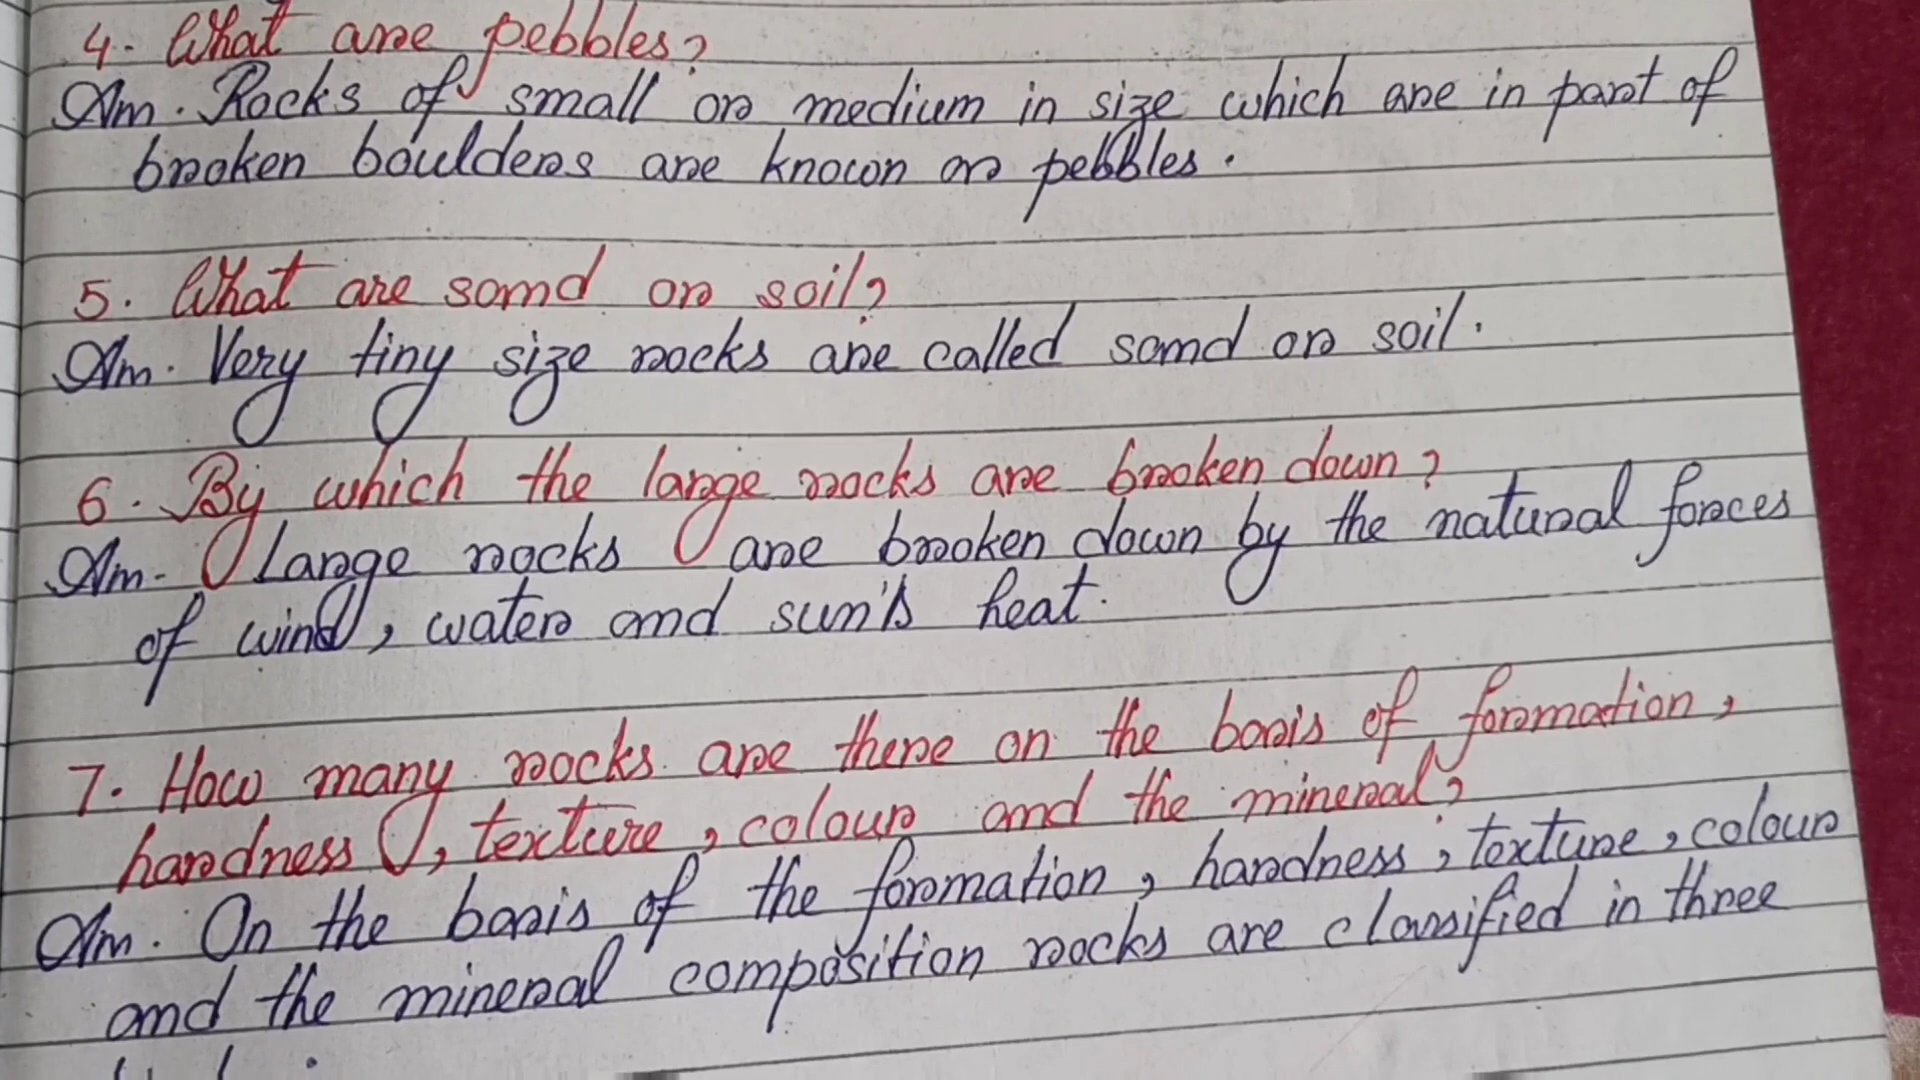 4. What are pebbles?
Ans. Rocks of small or medium in size which are in part of
broken boulders are known as pebbles.
5. What are sand or soil?
Ans. Very tiny size rocks are called sand or soil.
6. By which the large rocks are broken down?
Ans- Large rocks are broken down by the natural forces
of wind, water and sun's heat.
7. How many rocks are there on the basis of formation,
hardness, texture, colour and the mineral?
Ans. On the basis of the formation, hardness, texture, colour
and the mineral composition rocks are classified in three